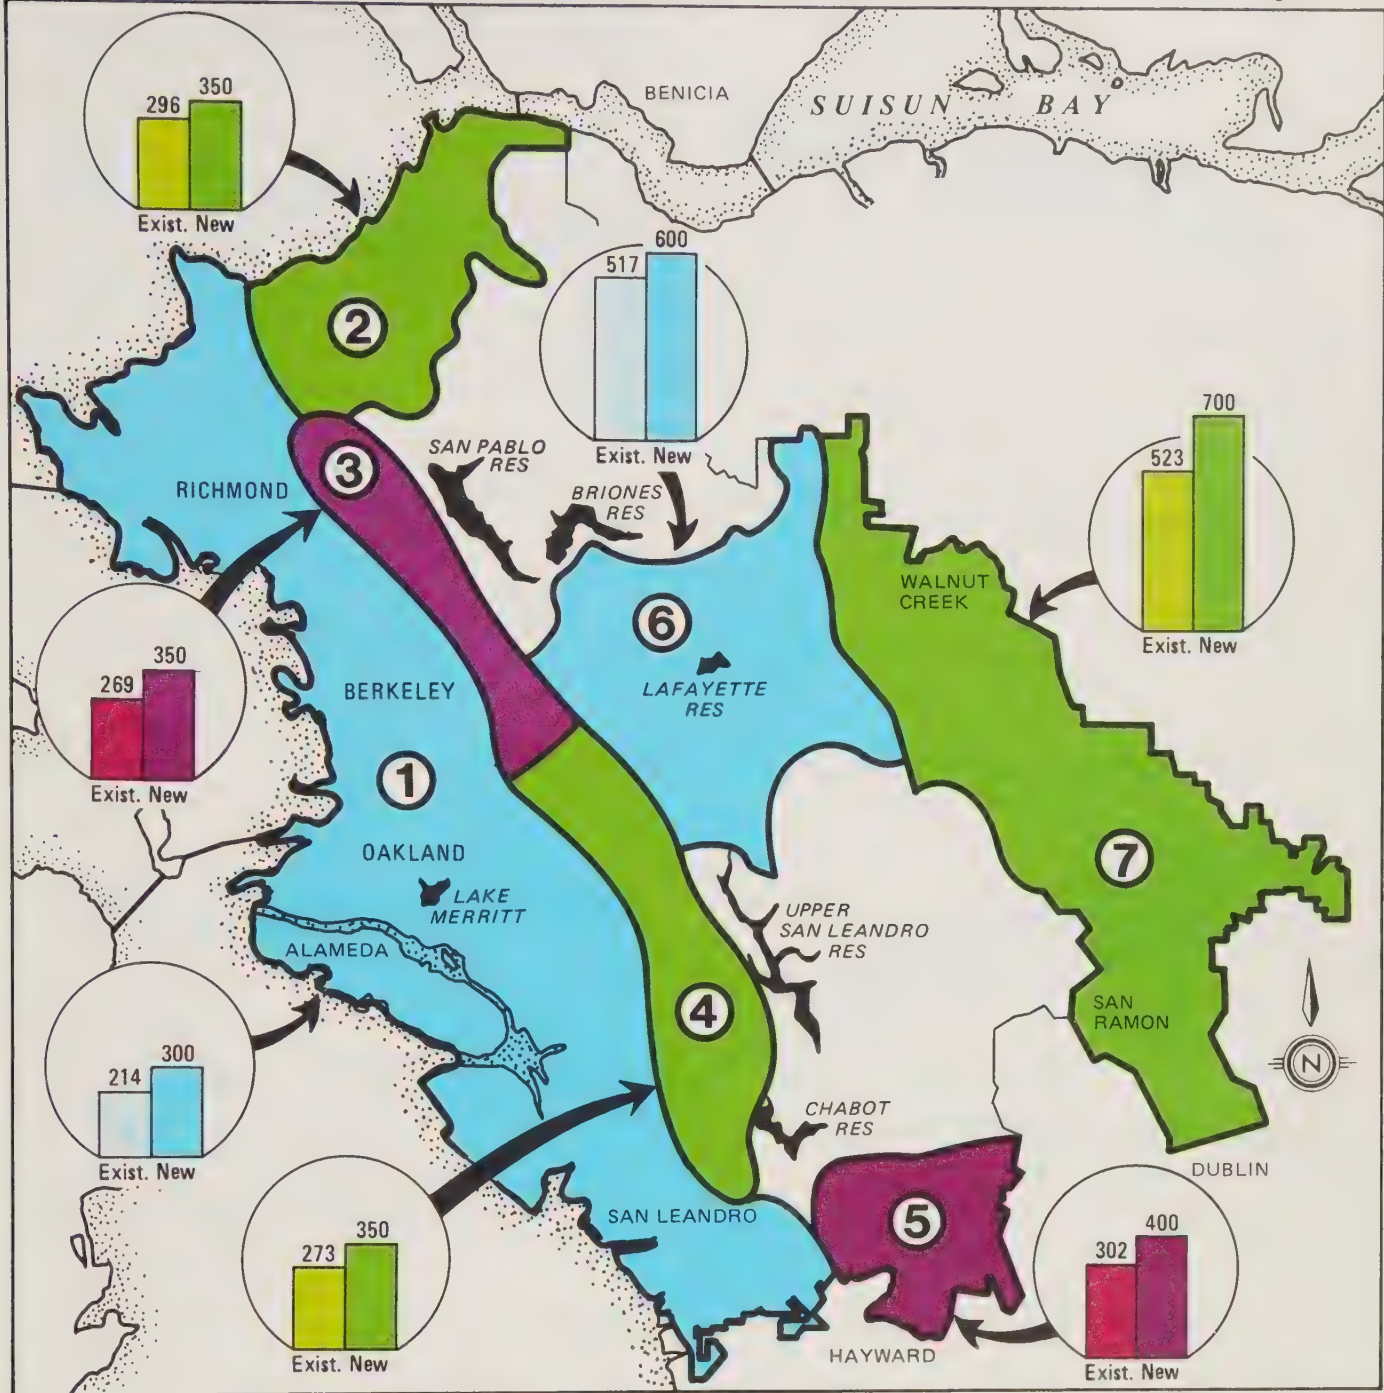 BENICIA
SUISUN BAY
296
350
Exist. New
2
517
600
Exist. New
523
700
Exist. New
3
SAN PABLO
RES
RICHMOND
BRIONES
RES
WALNUT
CREEK
6
LAFAYETTE
RES
269
350
Exist. New
BERKELEY
1
OAKLAND
LAKE
MERRITT
7
UPPER
SAN LEANDRO
RES
ALAMEDA
4
SAN
RAMON
N
214
300
Exist. New
CHABOT
RES
DUBLIN
273
350
Exist. New
SAN LEANDRO
5
302
400
Exist. New
HAYWARD